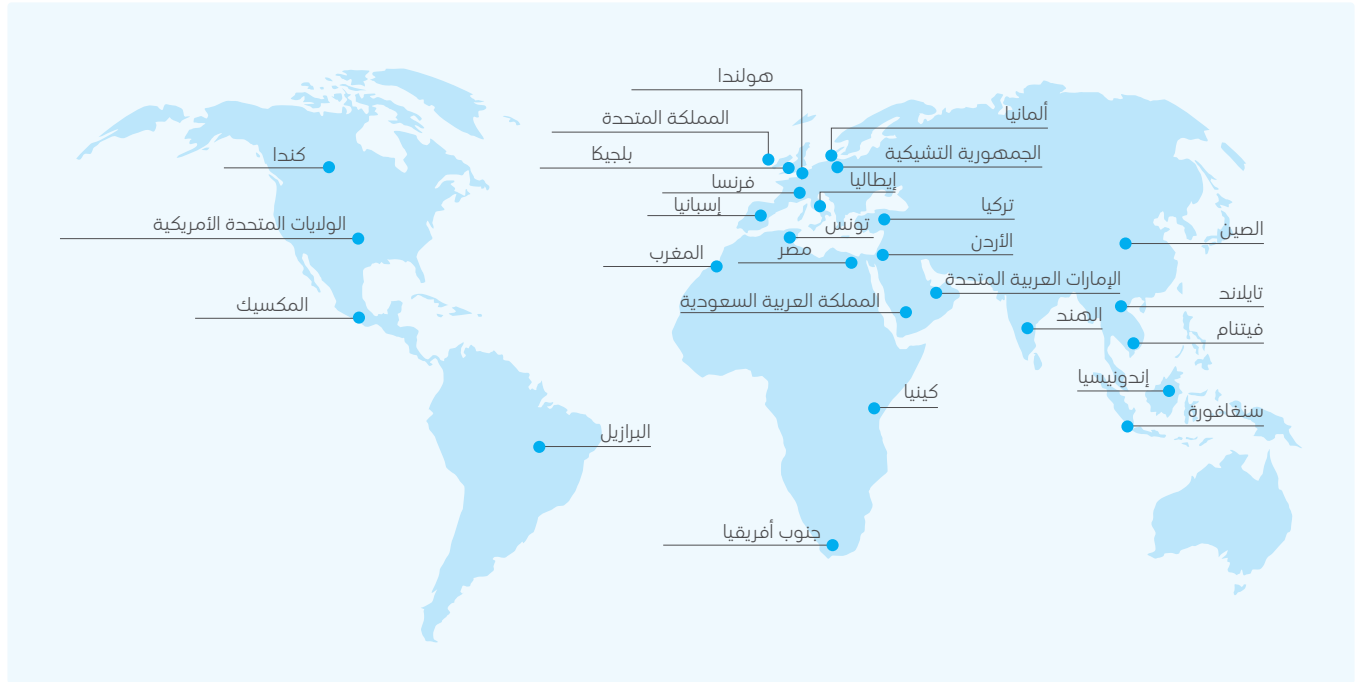 هولندا
ألمانيا
المملكة المتحدة
الجمهورية التشيكية
بلجيكا
كندا
إيطاليا
فرنسا
إسبانيا
تركيا
تونس
الولايات المتحدة الأمريكية
الصين
الأردن
مصر
المغرب
الإمارات العربية المتحدة
تايلاند
المملكة العربية السعودية
المكسيك
الهند
فيتنام
إندونيسيا
كينيا
سنغافورة
البرازيل
جنوب أفريقيا